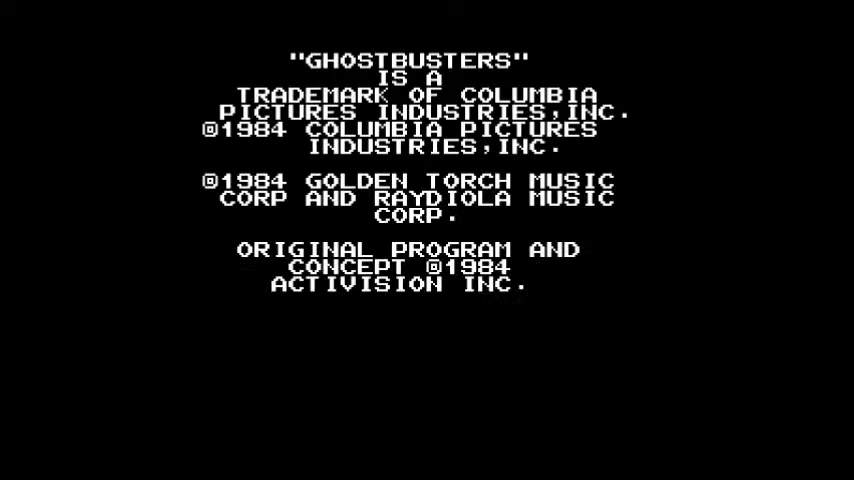 "GHOSTBUSTERS"
IS A
TRADEMARK OF COLUMBIA
PICTURES INDUSTRIES,INC.
©1984 COLUMBIA PICTURES
INDUSTRIES,INC.
©1984 GOLDEN TORCH MUSIC
CORP AND RAYDIOLA MUSIC
CORP.
ORIGINAL PROGRAM AND
CONCEPT ©1984
ACTIVISION INC.